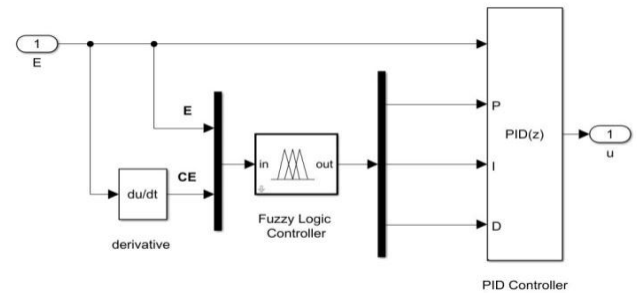 1
E
E
CE
du/dt
derivative
in
out
Fuzzy Logic
Controller
P
I
D
PID(z)
PID Controller
1
u